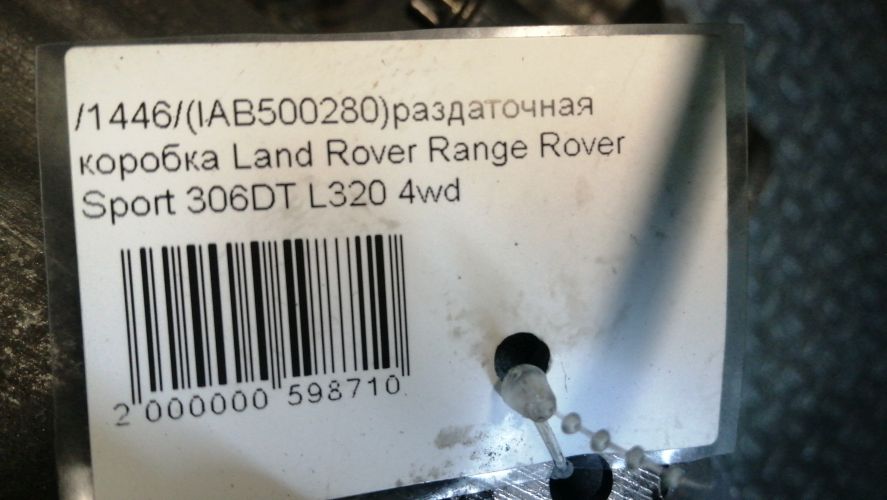 /1446/(IAB500280)раздаточная
коробка Land Rover Range Rover
Sport 306DT L320 4wd
2 000000 598710